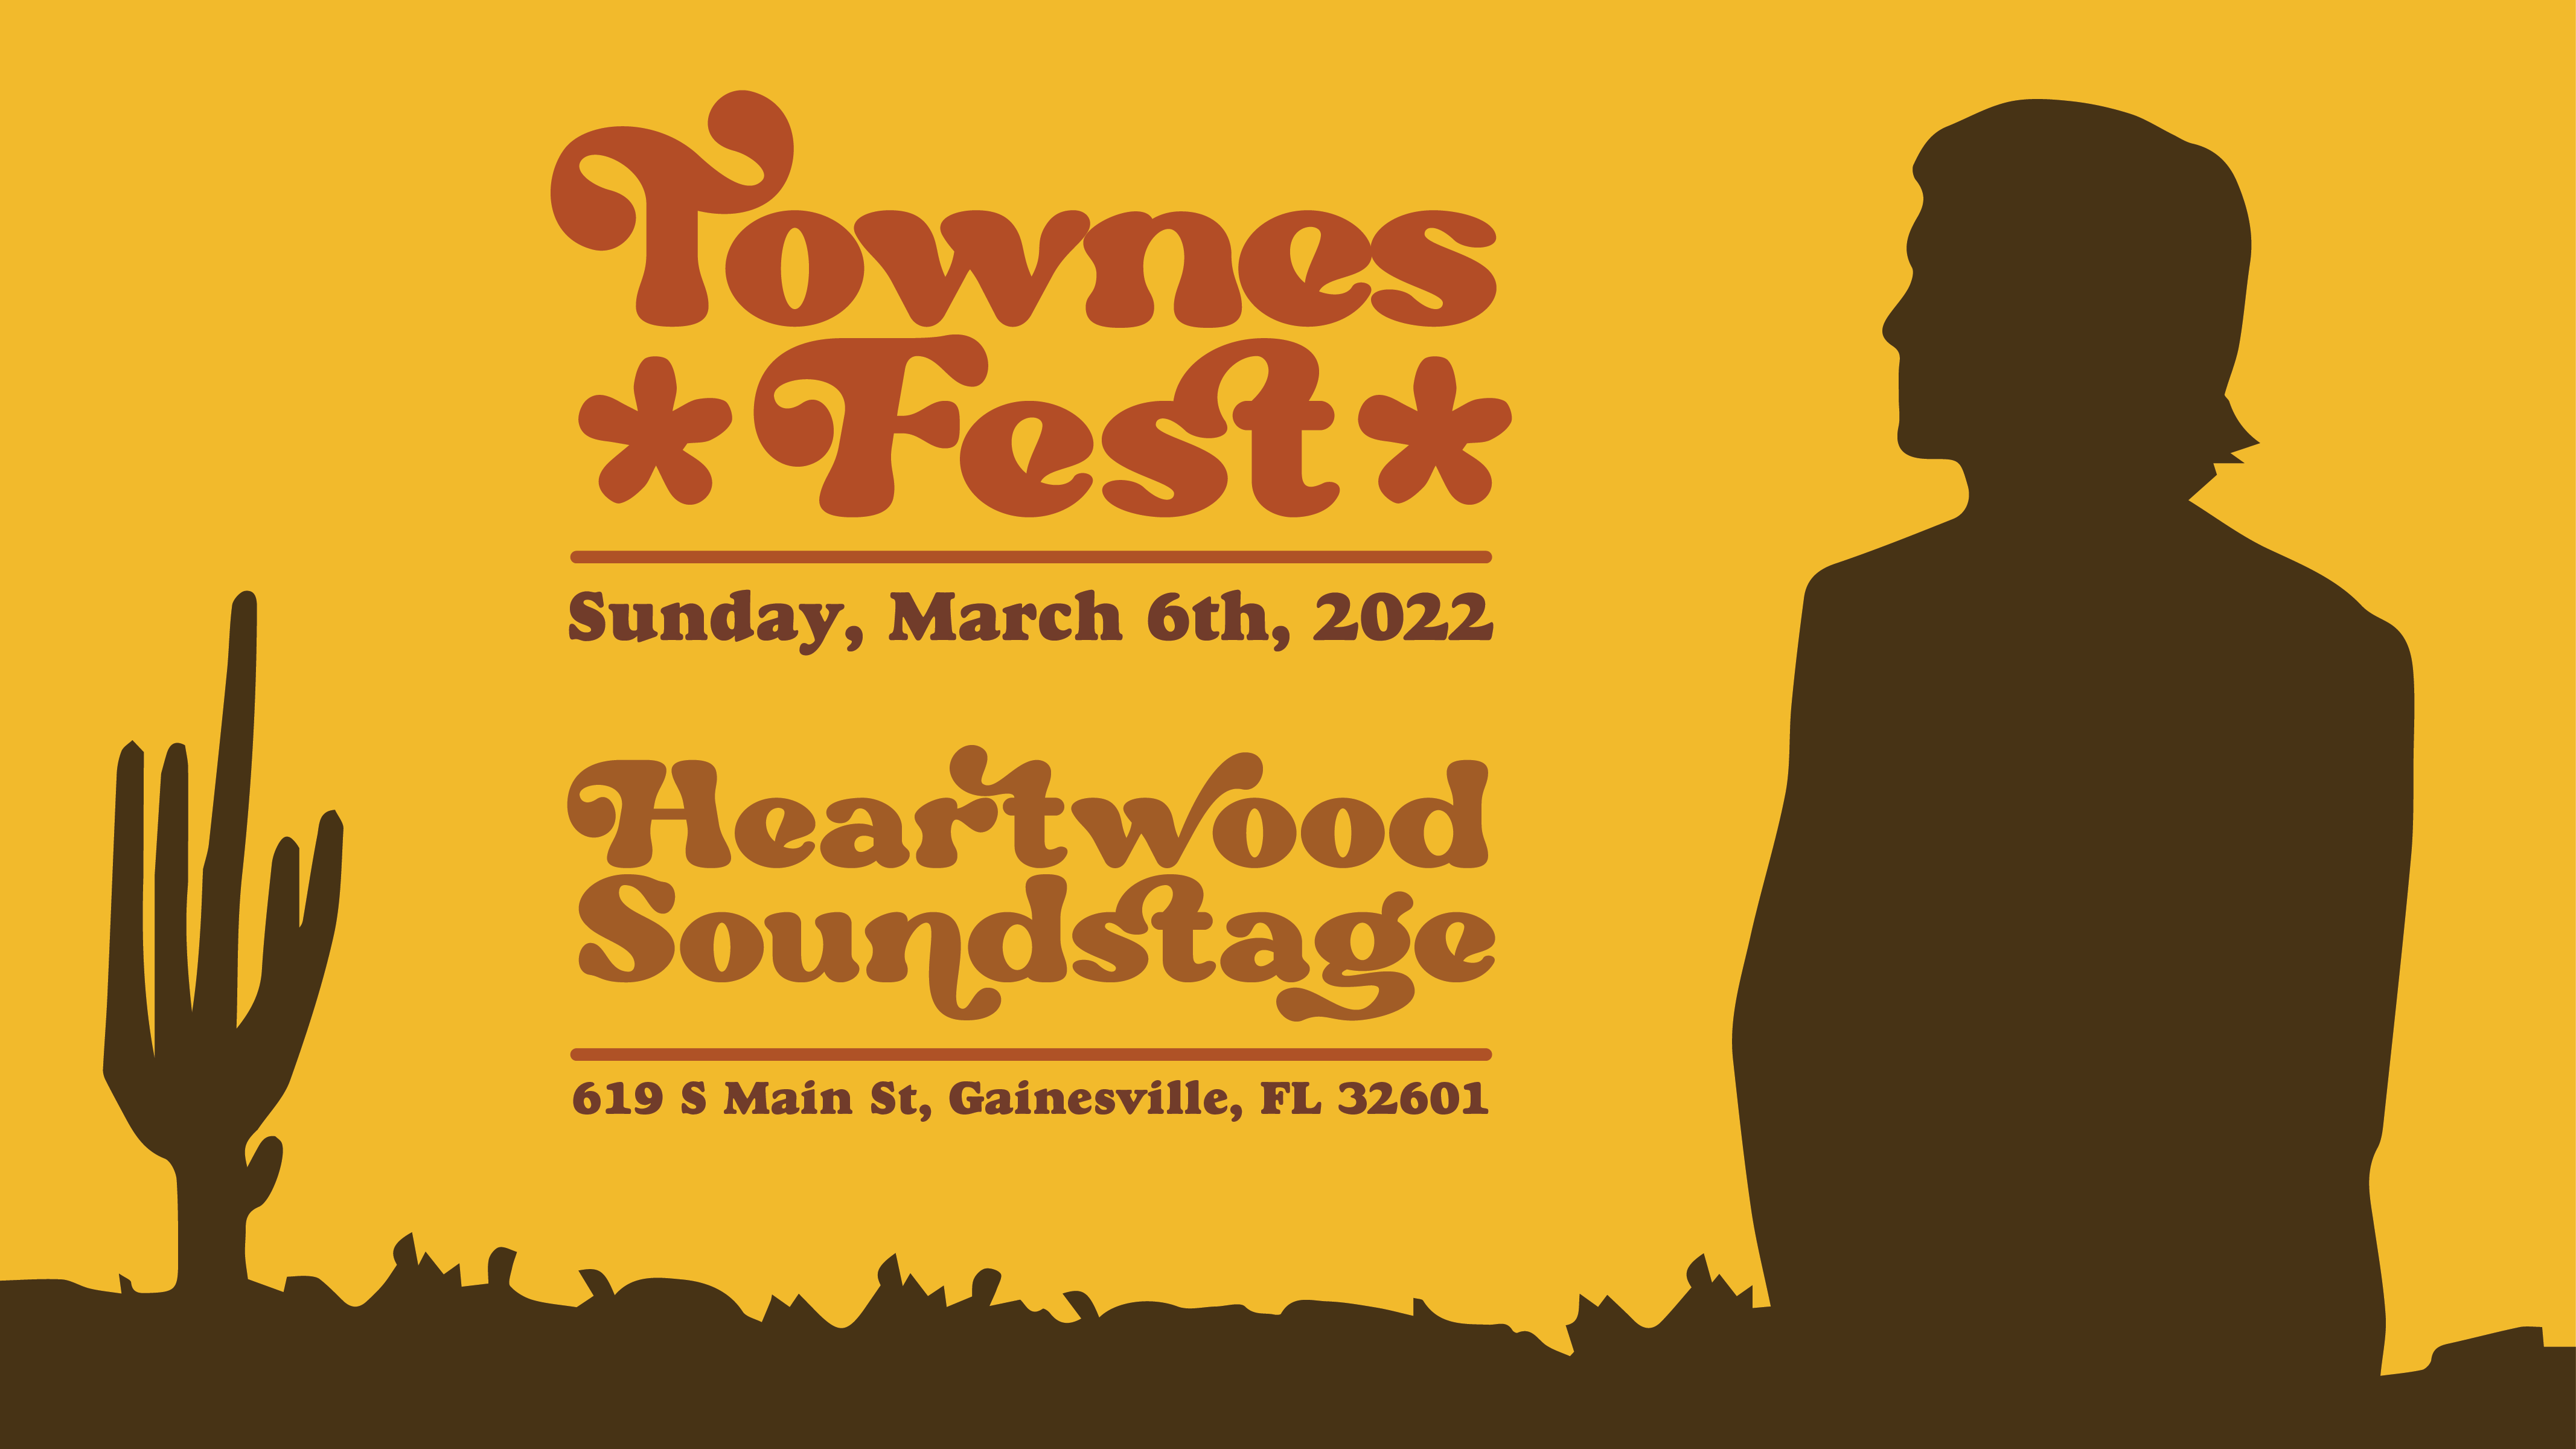 Townes
*Fest*
Sunday, March 6th, 2022
Heartwood
Soundstage
619 S Main St, Gainesville, FL 32601